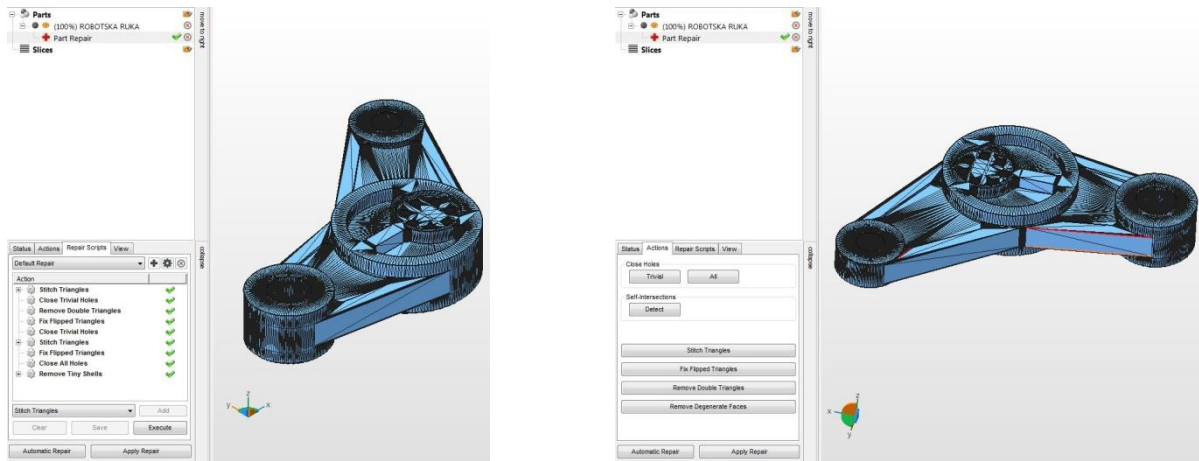 Parts
(100%) ROBOTSKA RUKA
Part Repair
Slices
move to right
collapse
Status Actions Repair Scripts View
Default Repair
Action
Stitch Triangles
Close Trivial Holes
Remove Double Triangles
Fix Flipped Triangles
Close Trivial Holes
Stitch Triangles
Fix Flipped Triangles
Close All Holes
Remove Tiny Shells
Stitch Triangles Add
Clear Save Execute
Automatic Repair Apply Repair
z
y x
Parts
(100%) ROBOTSKA RUKA
Part Repair
Slices
move to right
collapse
Status Actions Repair Scripts View
Close Holes
Trivial All
Self-Intersections
Detect
Stitch Triangles
Fix Flipped Triangles
Remove Double Triangles
Remove Degenerate Faces
Automatic Repair Apply Repair
z
x
y